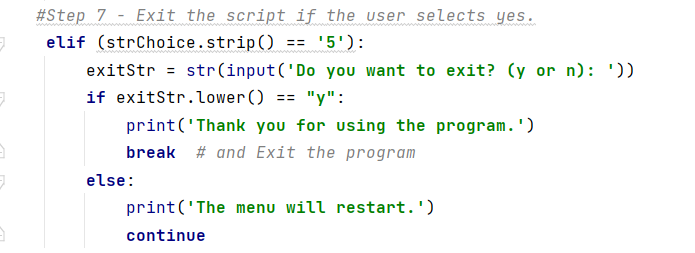 #Step 7 - Exit the script if the user selects yes.
elif (strChoice.strip() == '5'):
    exitStr = str(input('Do you want to exit? (y or n): '))
    if exitStr.lower() == "y":
        print('Thank you for using the program.')
        break  # and Exit the program
    else:
        print('The menu will restart.')
        continue